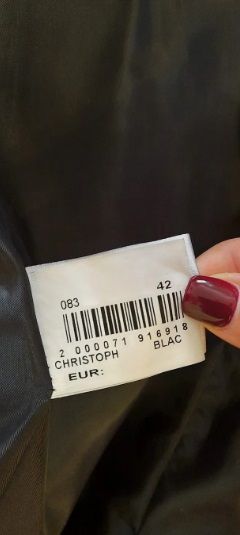 083 42
2 000071 916918
CHRISTOPH BLAC
EUR: